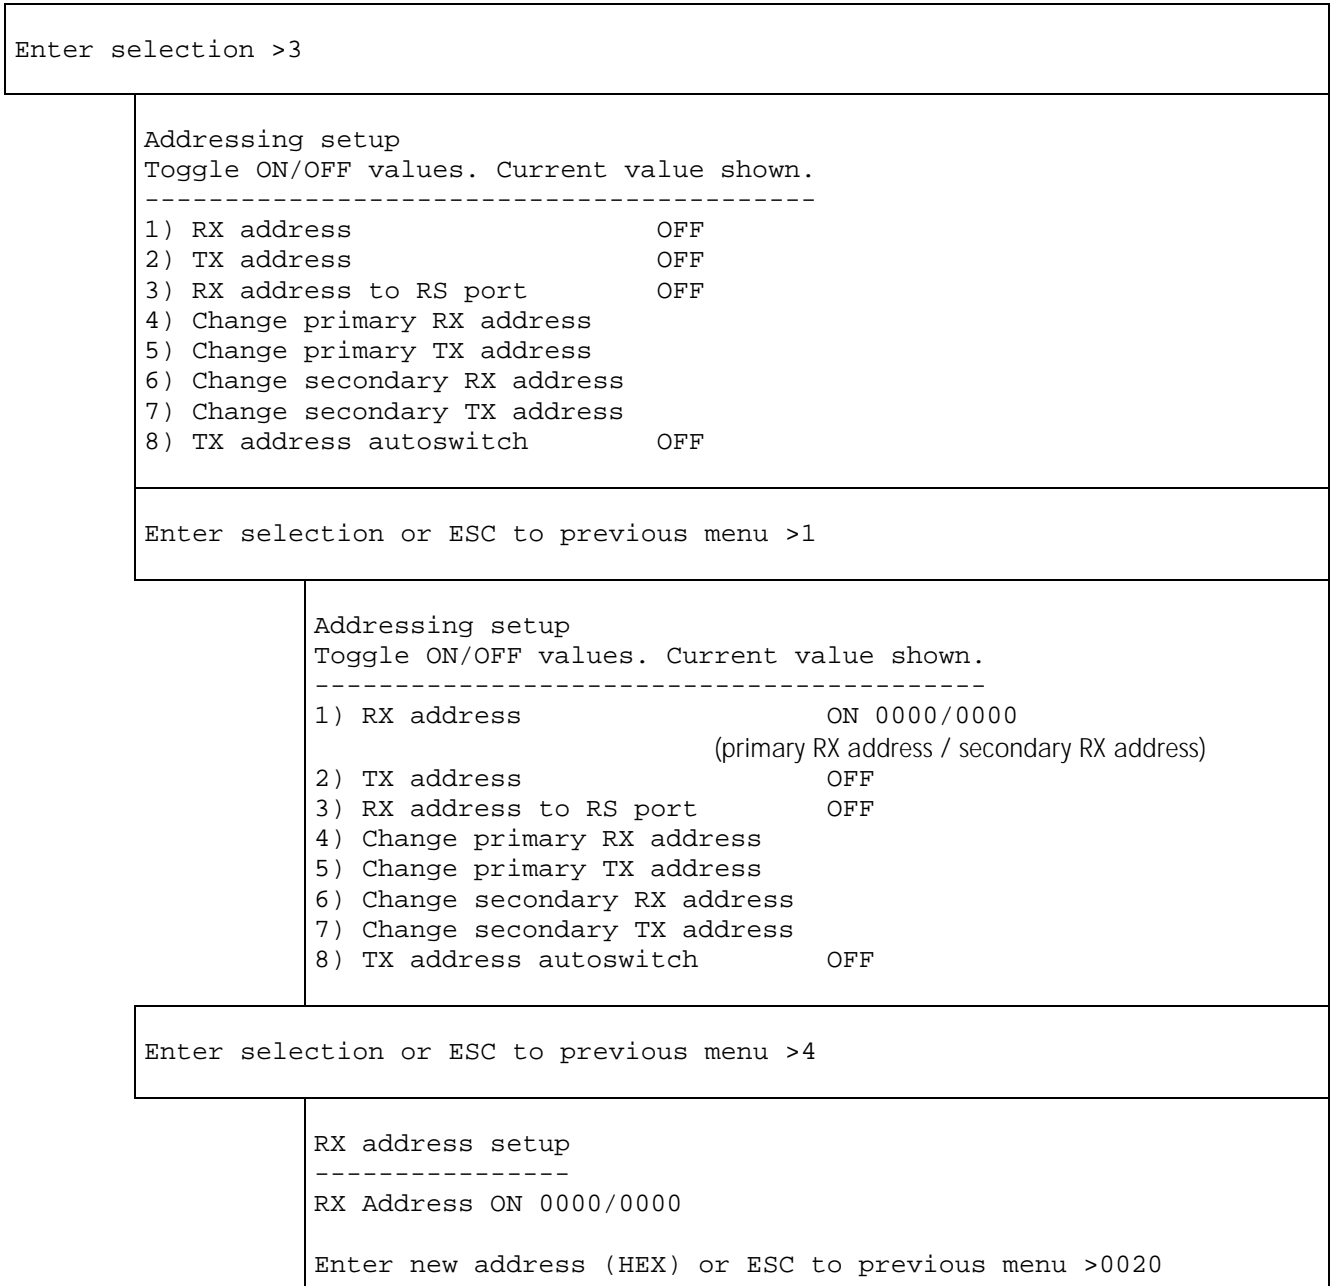 Enter selection >3
Addressing setup
Toggle ON/OFF values. Current value shown.
------------------------------------------
1) RX address                   OFF
2) TX address                   OFF
3) RX address to RS port        OFF
4) Change primary RX address
5) Change primary TX address
6) Change secondary RX address
7) Change secondary TX address
8) TX address autoswitch        OFF
Enter selection or ESC to previous menu >1
Addressing setup
Toggle ON/OFF values. Current value shown.
------------------------------------------
1) RX address                   ON 0000/0000
(primary RX address / secondary RX address)
2) TX address                   OFF
3) RX address to RS port        OFF
4) Change primary RX address
5) Change primary TX address
6) Change secondary RX address
7) Change secondary TX address
8) TX address autoswitch        OFF
Enter selection or ESC to previous menu >4
RX address setup
----------------
RX Address ON 0000/0000
Enter new address (HEX) or ESC to previous menu >0020